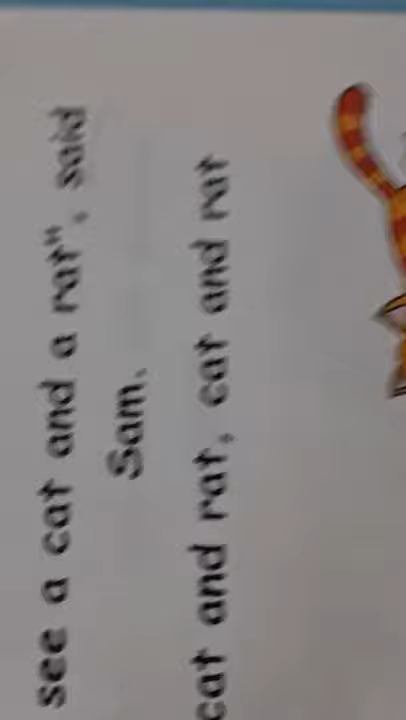 see a cat and a rat", said
Sam.
cat and rat, cat and rat